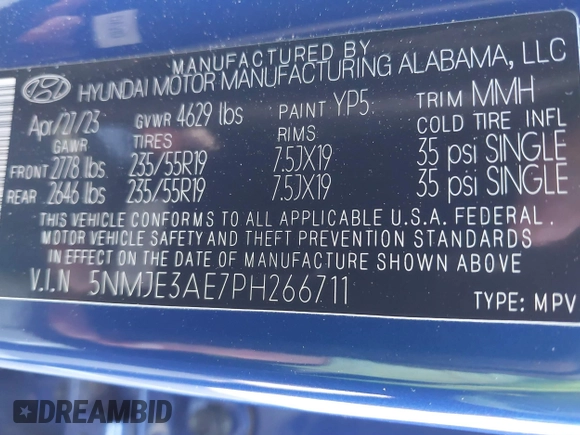 MANUFACTURED BY
HYUNDAI MOTOR MANUFACTURING ALABAMA, LLC
Apr/27/23 GVWR 4629 lbs PAINT YP5 TRIM MMH
GAWR TIRES RIMS COLD TIRE INFL
FRONT 2778 lbs 235/55R19 7.5JX19 35 psi SINGLE
REAR 2646 lbs 235/55R19 7.5JX19 35 psi SINGLE
THIS VEHICLE CONFORMS TO ALL APPLICABLE U.S.A. FEDERAL
MOTOR VEHICLE SAFETY AND THEFT PREVENTION STANDARDS
IN EFFECT ON THE DATE OF MANUFACTURE SHOWN ABOVE.
V.I.N 5NMJE3AE7PH266711 TYPE: MPV
DREAMBID